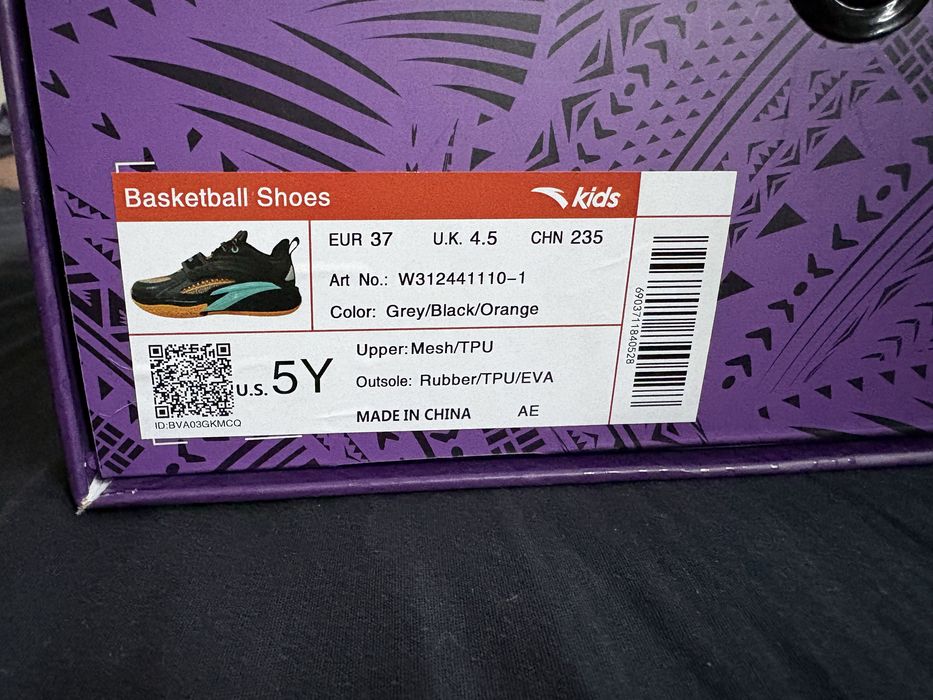 Basketball Shoes kids
EUR 37 U.K. 4.5 CHN 235
Art No.: W312441110-1
Color: Grey/Black/Orange
Upper:Mesh/TPU
U.S. 5Y
Outsole: Rubber/TPU/EVA
MADE IN CHINA AE
ID:BVA03GKMCQ
6903711840528